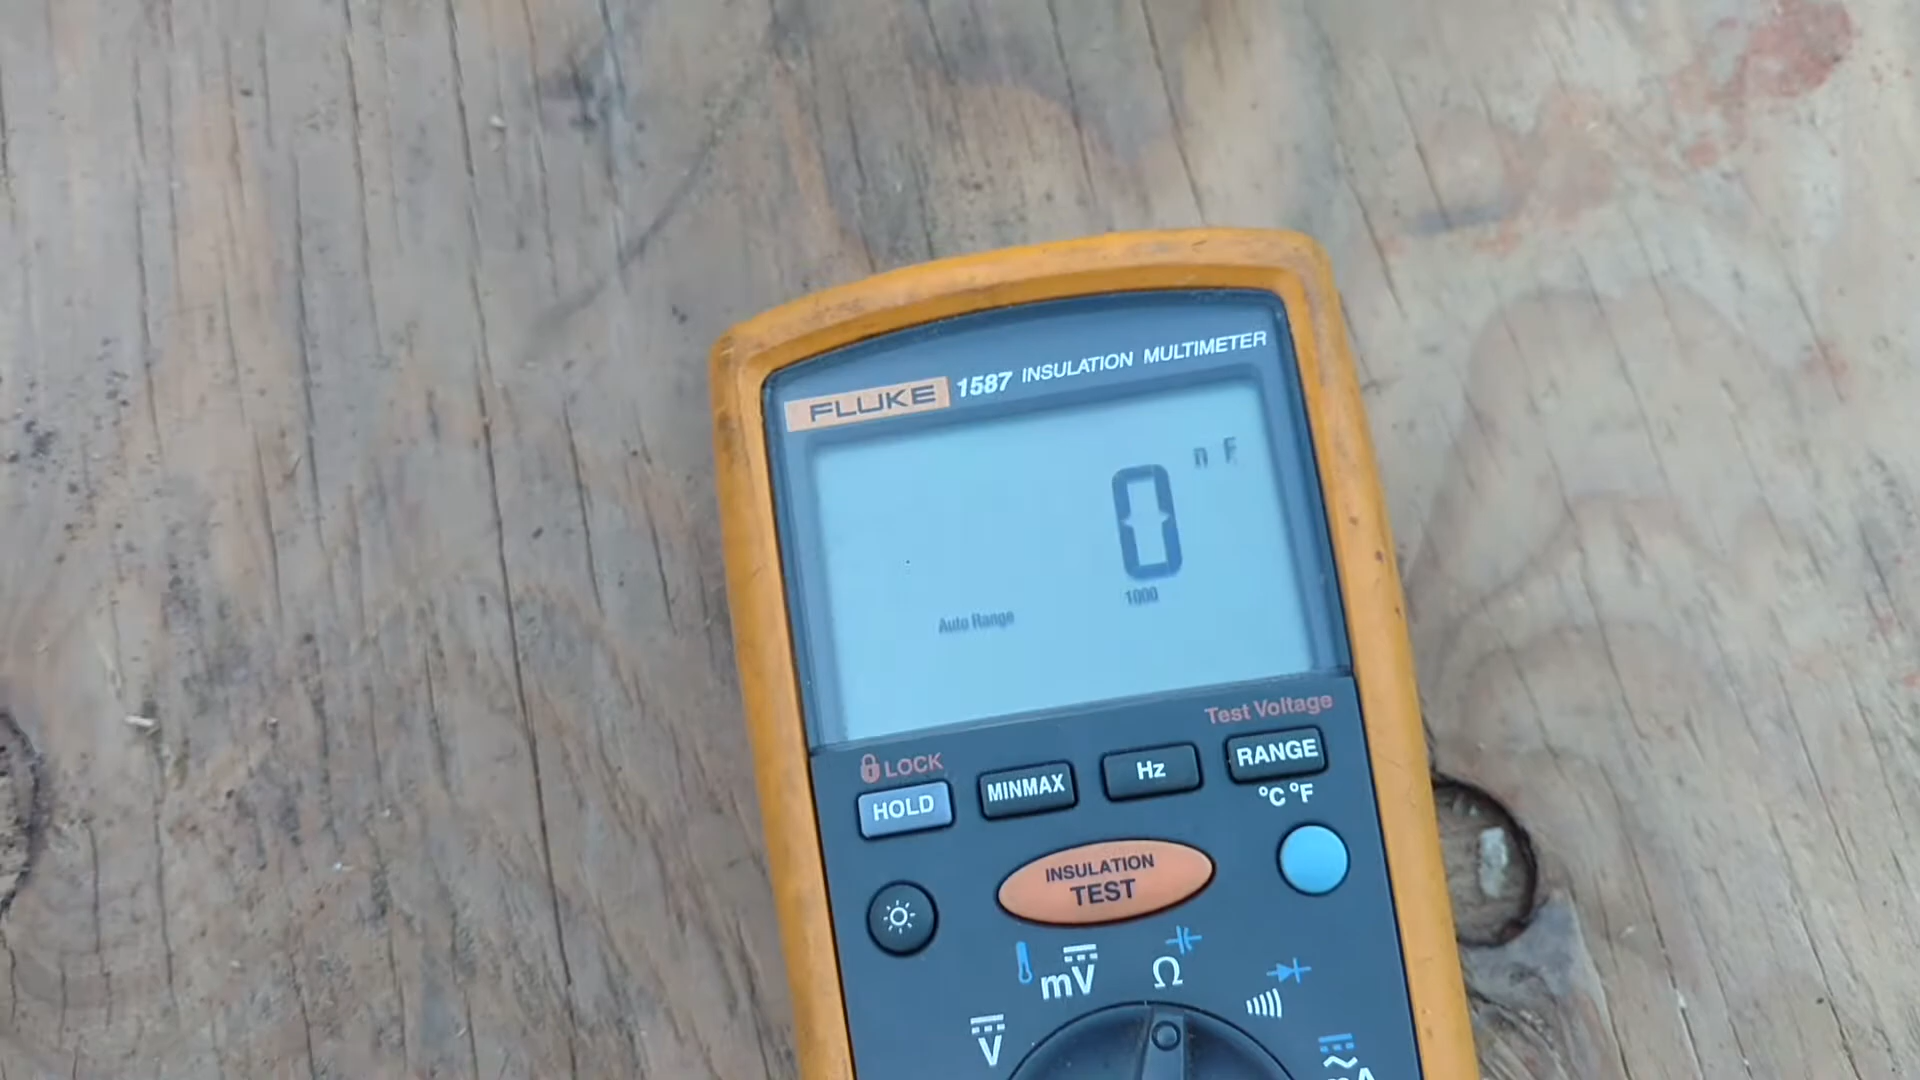 FLUKE 1587 INSULATION MULTIMETER
n F
0
1000
Auto Range
Test Voltage
LOCK
HOLD MINMAX Hz RANGE
°C °F
INSULATION
TEST
mV Ω
V